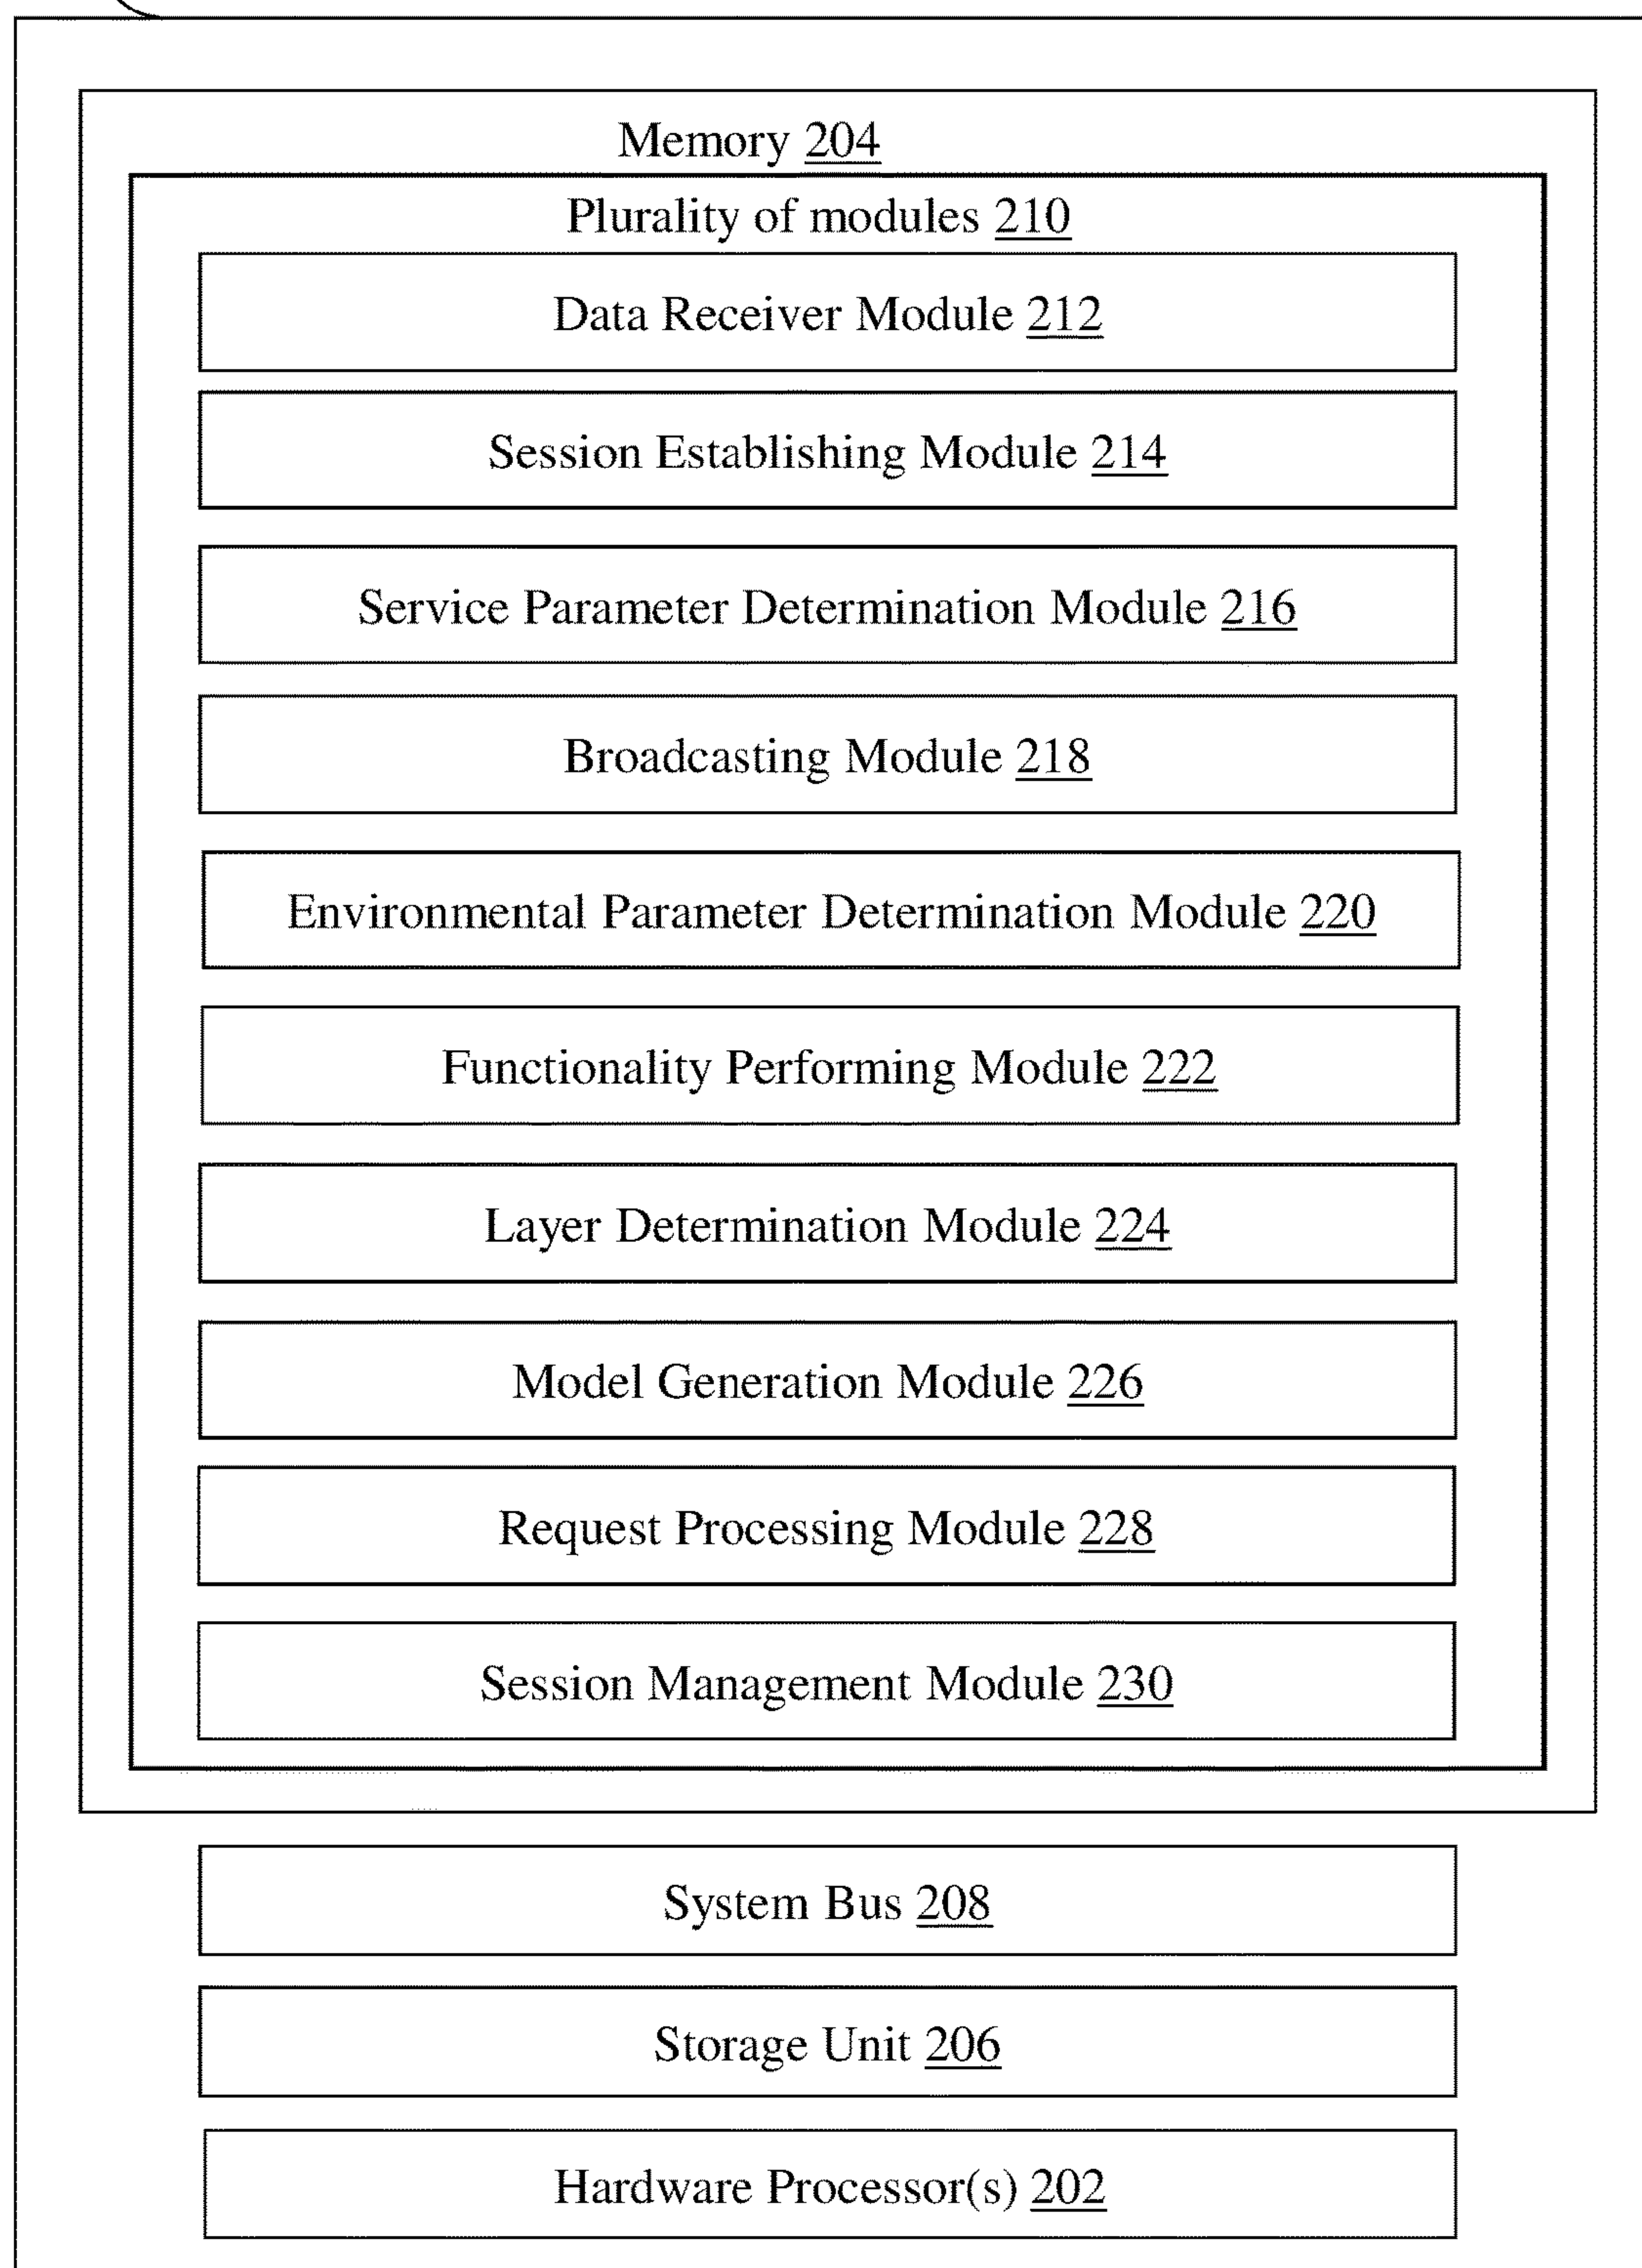 Memory 204
Plurality of modules 210
Data Receiver Module 212
Session Establishing Module 214
Service Parameter Determination Module 216
Broadcasting Module 218
Environmental Parameter Determination Module 220
Functionality Performing Module 222
Layer Determination Module 224
Model Generation Module 226
Request Processing Module 228
Session Management Module 230
System Bus 208
Storage Unit 206
Hardware Processor(s) 202